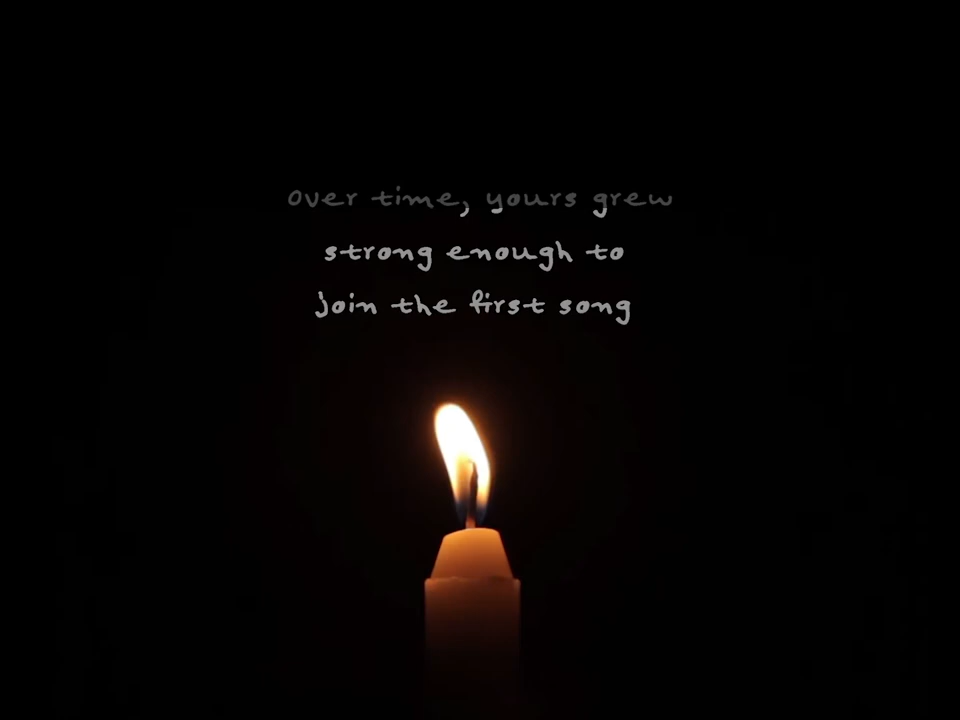 over time, yours grew
strong enough to
join the first song